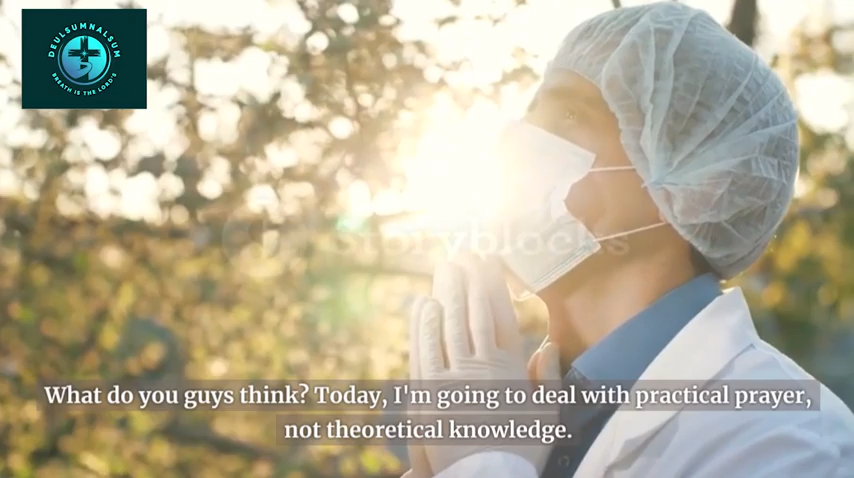 DEULSUMNALSUM
BREATH IS THE LORD'S
Storyblocks
What do you guys think? Today, I'm going to deal with practical prayer,
not theoretical knowledge.